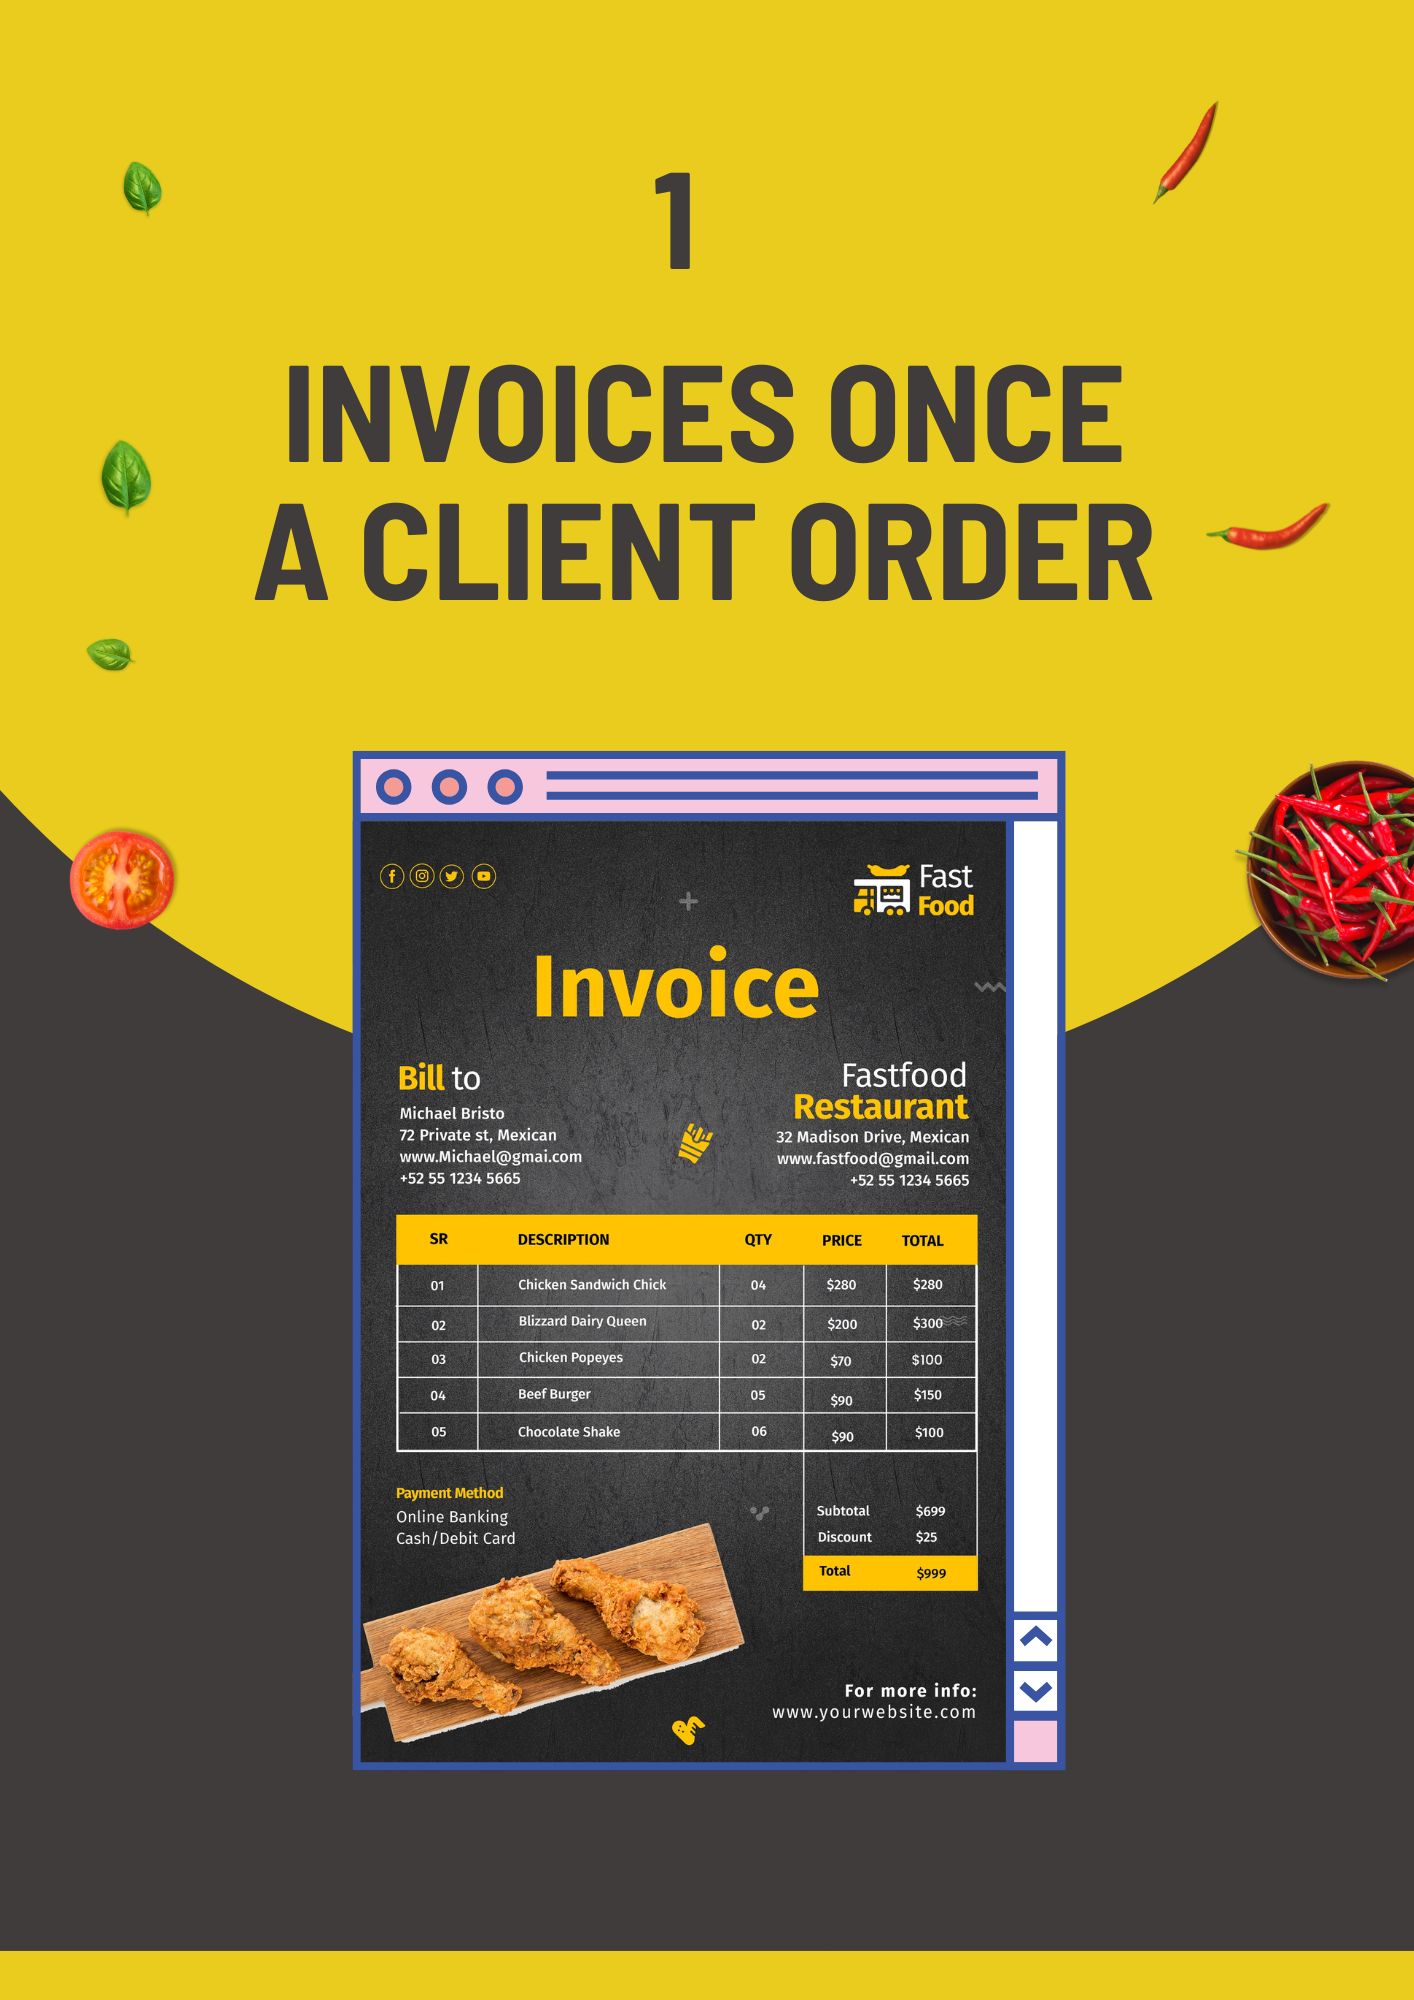 1
INVOICES ONCE
A CLIENT ORDER
Fast
Food
Invoice
Bill to
Michael Bristo
72 Private st, Mexican
www.Michael@gmai.com
+52 55 1234 5665
Fastfood
Restaurant
32 Madison Drive, Mexican
www.fastfood@gmail.com
+52 55 1234 5665
SR DESCRIPTION QTY PRICE TOTAL
01 Chicken Sandwich Chick 04 $280 $280
02 Blizzard Dairy Queen 02 $200 $300
03 Chicken Popeyes 02 $70 $100
04 Beef Burger 05 $90 $150
05 Chocolate Shake 06 $90 $100
Payment Method
Online Banking
Cash/Debit Card
Subtotal $699
Discount $25
Total $999
For more info:
www.yourwebsite.com